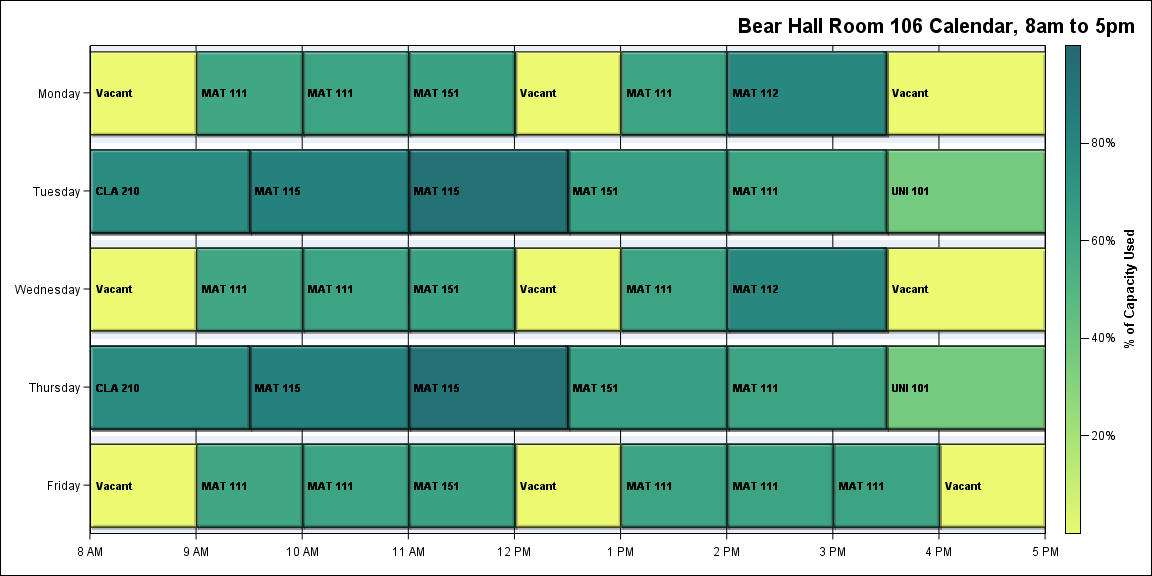 Bear Hall Room 106 Calendar, 8am to 5pm
Monday
Vacant
MAT 111
MAT 111
MAT 151
Vacant
MAT 111
MAT 112
Vacant
Tuesday
CLA 210
MAT 115
MAT 115
MAT 151
MAT 111
UNI 101
Wednesday
Vacant
MAT 111
MAT 111
MAT 151
Vacant
MAT 111
MAT 112
Vacant
Thursday
CLA 210
MAT 115
MAT 115
MAT 151
MAT 111
UNI 101
Friday
Vacant
MAT 111
MAT 111
MAT 151
Vacant
MAT 111
MAT 111
MAT 111
Vacant
8 AM
9 AM
10 AM
11 AM
12 PM
1 PM
2 PM
3 PM
4 PM
5 PM
80%
60%
40%
20%
% of Capacity Used